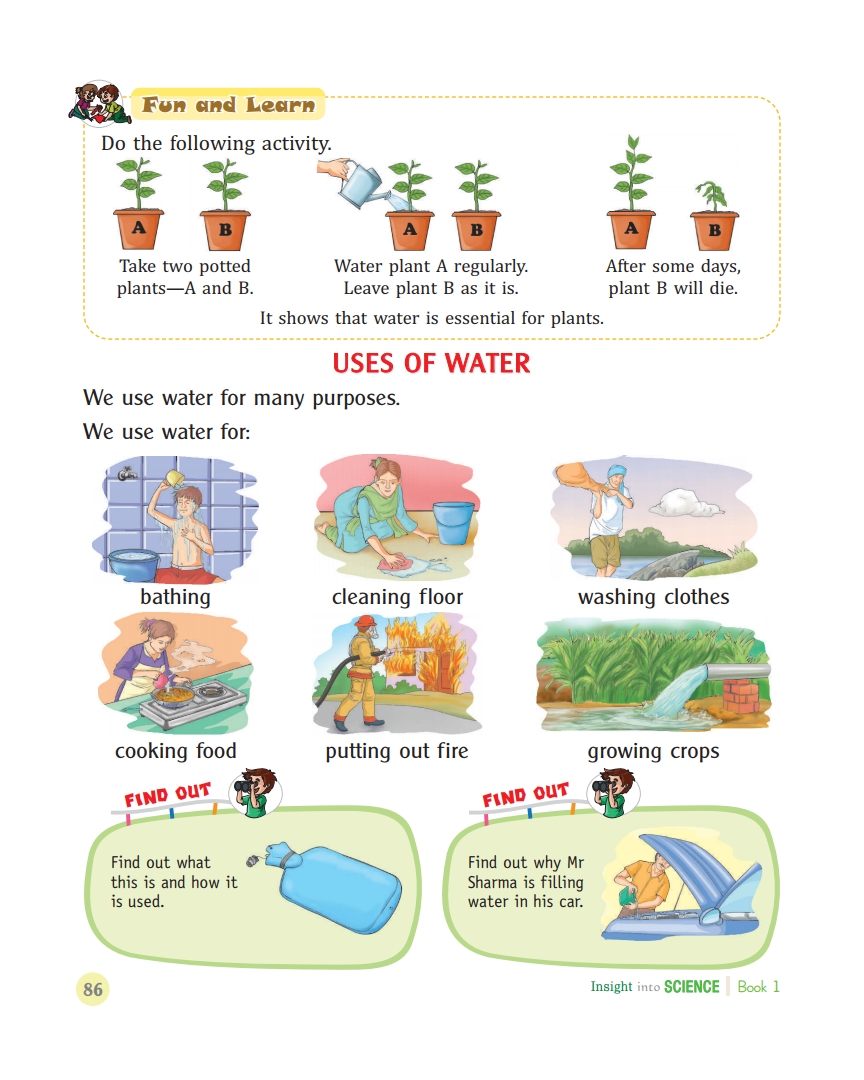 Fun and Learn
Do the following activity.
A
B
A
B
A
B
Take two potted
plants—A and B.
Water plant A regularly.
Leave plant B as it is.
After some days,
plant B will die.
It shows that water is essential for plants.
USES OF WATER
We use water for many purposes.
We use water for:
bathing
cleaning floor
washing clothes
cooking food
putting out fire
growing crops
FIND OUT
Find out what
this is and how it
is used.
FIND OUT
Find out why Mr
Sharma is filling
water in his car.
86
Insight into SCIENCE Book 1